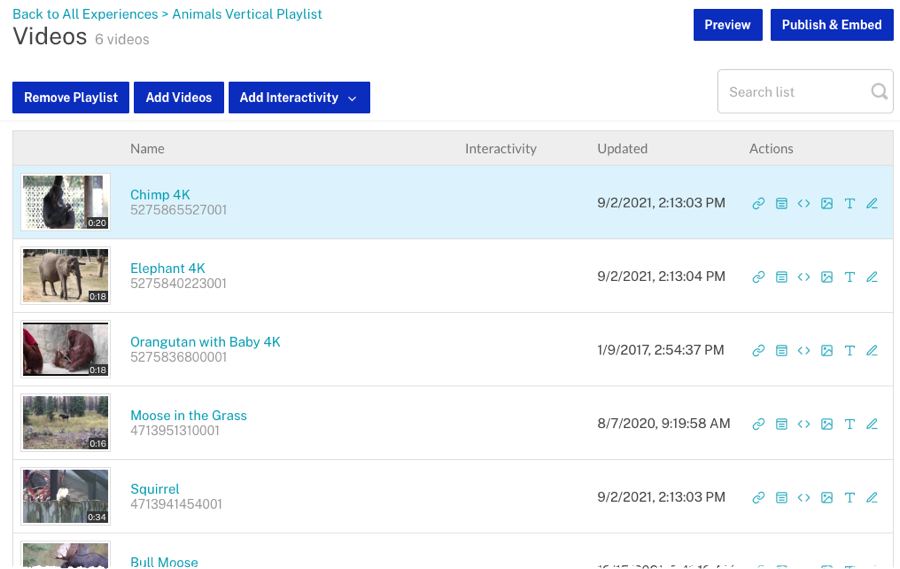 Back to All Experiences > Animals Vertical Playlist
Videos 6 videos
Preview Publish & Embed
Remove Playlist Add Videos Add Interactivity
Search list
Name Interactivity Updated Actions
Chimp 4K
5275865527001
9/2/2021, 2:13:03 PM
0:20
Elephant 4K
5275840223001
9/2/2021, 2:13:04 PM
0:18
Orangutan with Baby 4K
5275836800001
1/9/2017, 2:54:37 PM
0:18
Moose in the Grass
4713951310001
8/7/2020, 9:19:58 AM
0:16
Squirrel
4713941454001
9/2/2021, 2:13:03 PM
0:34
Bull Moose